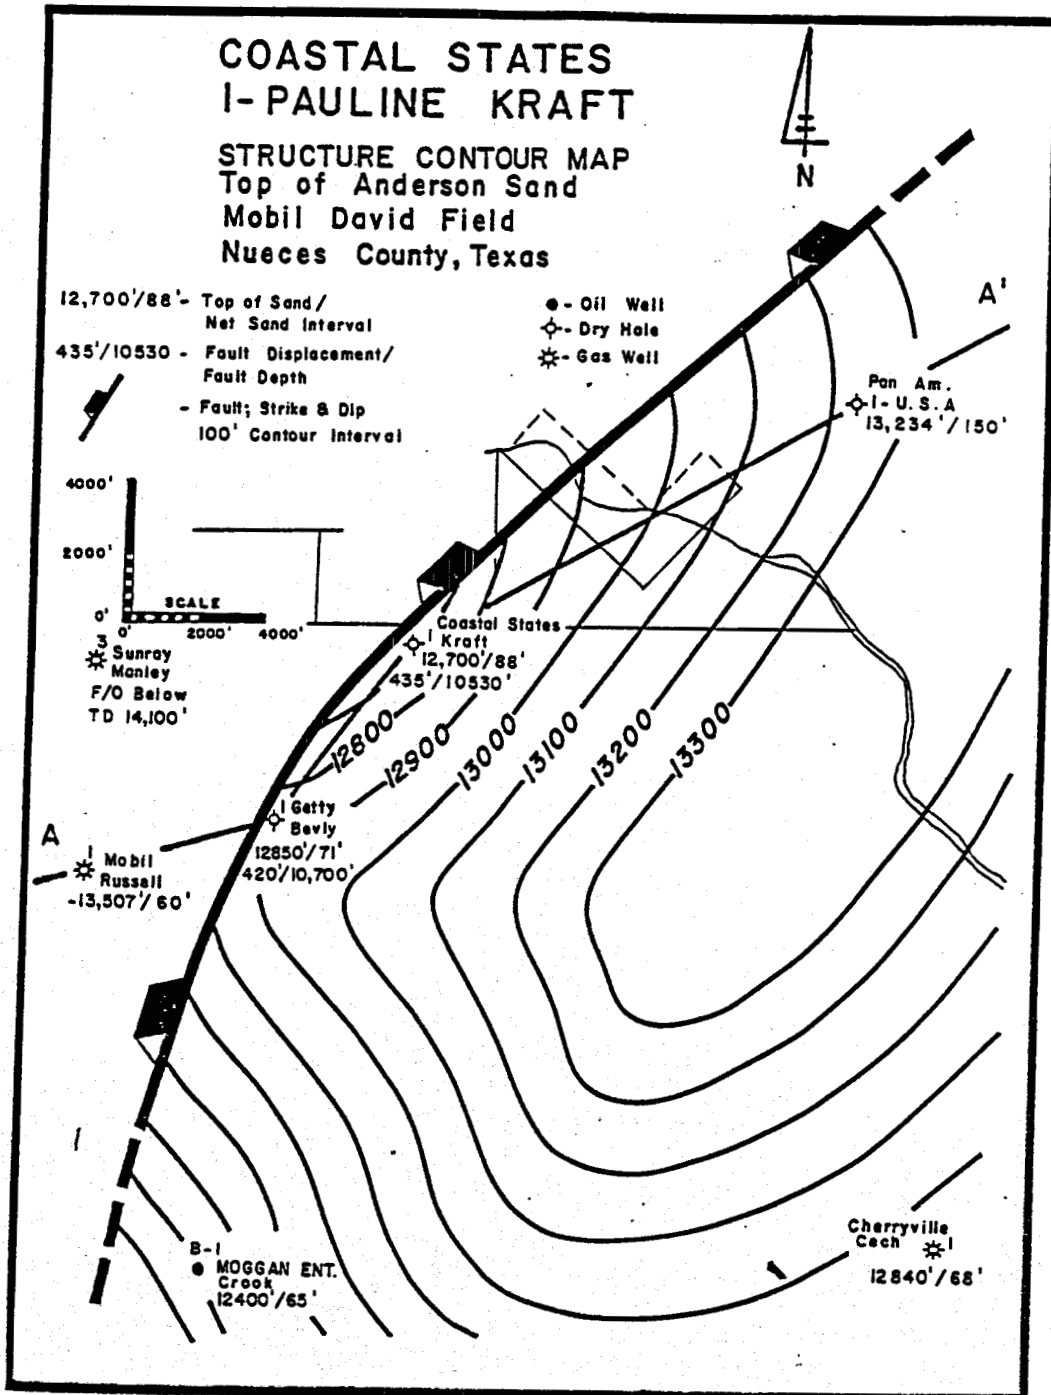 COASTAL STATES
1-PAULINE KRAFT
STRUCTURE CONTOUR MAP
Top of Anderson Sand
Mobil David Field
Nueces County, Texas
N
12,700'/88' - Top of Sand/
Net Sand Interval
435'/10530 - Fault Displacement/
Fault Depth
- Fault; Strike & Dip
100' Contour Interval
- Oil Well
- Dry Hole
- Gas Well
A'
Pan Am.
1-U.S.A
13,234'/150'
4000'
2000'
0'
SCALE
0' 2000' 4000'
3
Sunray
Manley
F/O Below
TD 14,100'
Coastal States
1 Kraft
12,700'/88'
435'/10530'
12800
12900
13000
13100
13200
13300
A
1 Getty
Bevly
12850'/71'
420'/10,700'
1
Mobil
Russell
-13,507'/60'
B-1
MOGGAN ENT.
Crook
12400'/65'
Cherryville
Cech 1
12840'/68'